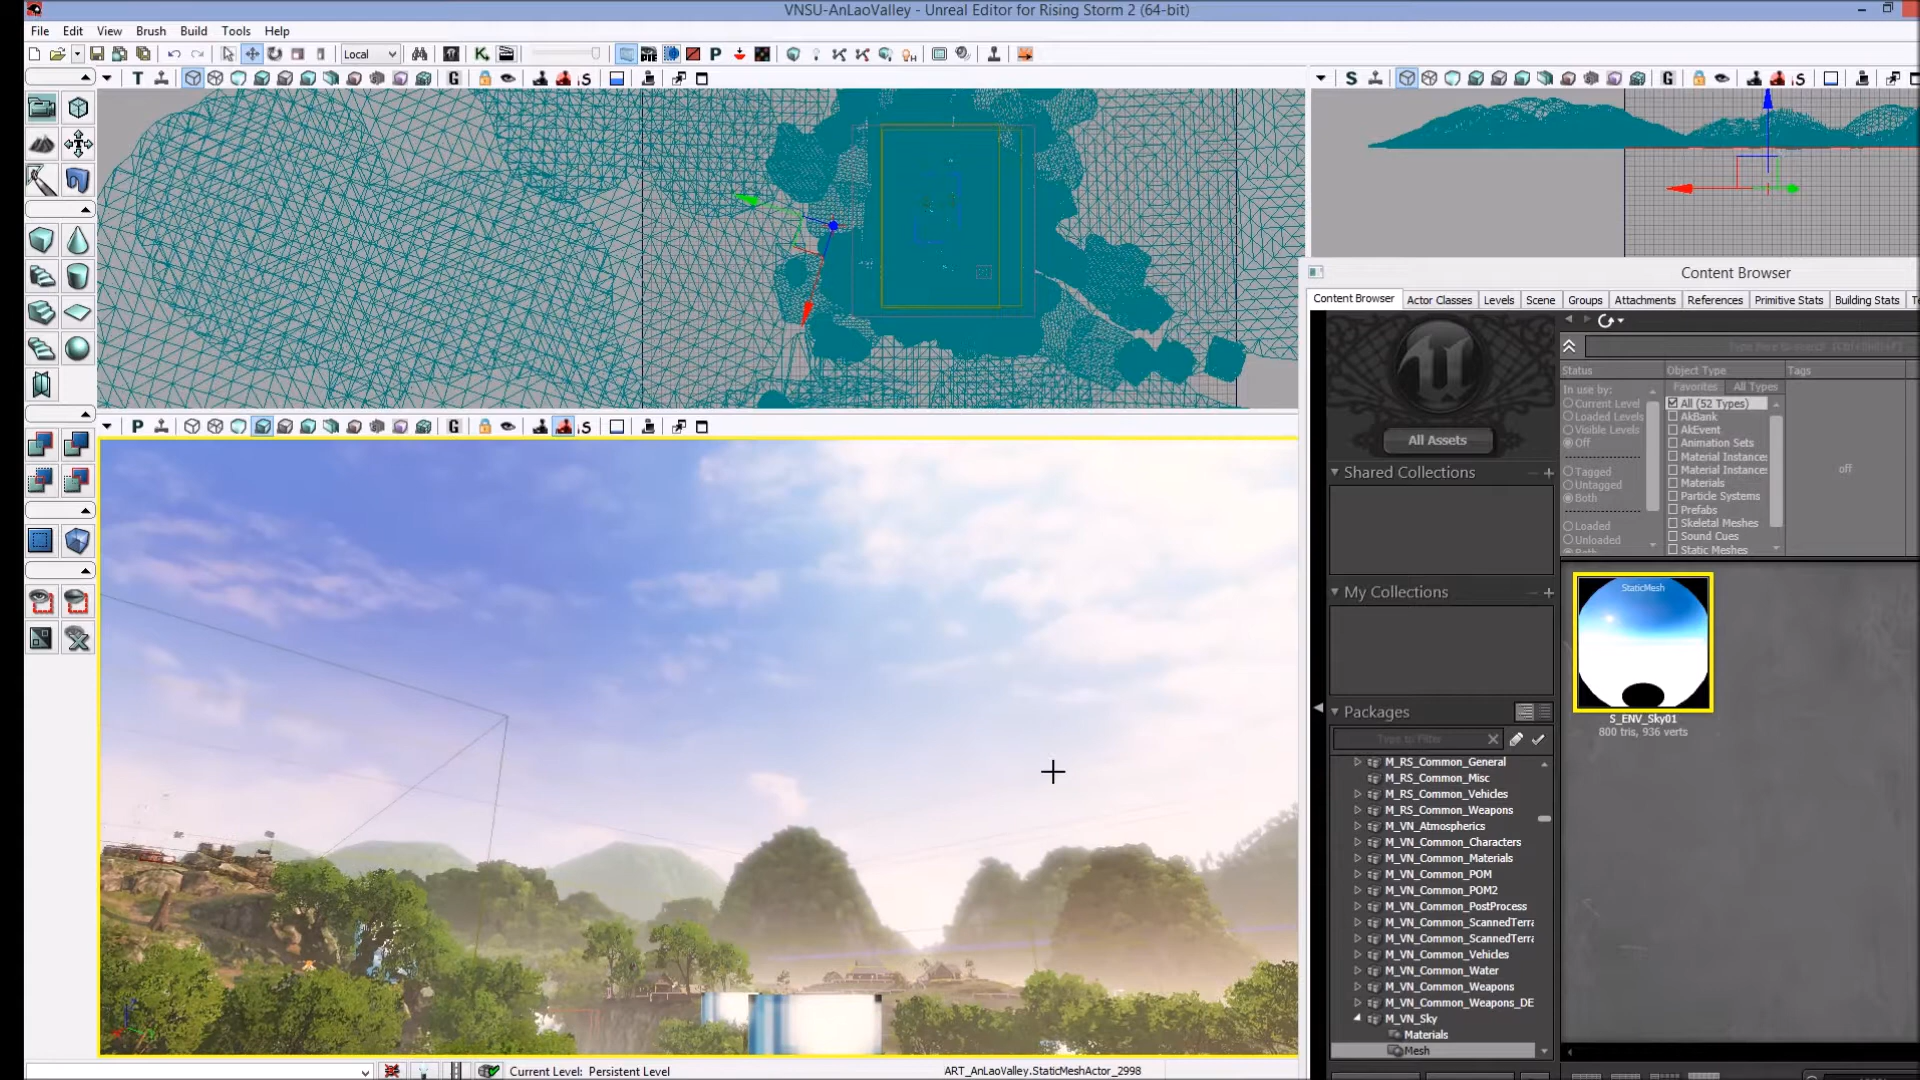 VNSU-AnLaoValley - Unreal Editor for Rising Storm 2 (64-bit)
File Edit View Brush Build Tools Help
Local
Content Browser
Content Browser Actor Classes Levels Scene Groups Attachments References Primitive Stats Building Stats
Status Object Type Tags
In use by:
Current Level
Loaded Levels
Visible Levels
Off
Tagged
Untagged
Both
Loaded
Unloaded
Favorites All Types
All (52 Types)
AkBank
AkEvent
Animation Sets
Material Instance
Material Instance
Materials
Particle Systems
Prefabs
Skeletal Meshes
Sound Cues
Static Meshes
off
All Assets
Shared Collections
My Collections
Packages
Type to Filter
M_RS_Common_General
M_RS_Common_Misc
M_RS_Common_Vehicles
M_RS_Common_Weapons
M_VN_Atmospherics
M_VN_Common_Characters
M_VN_Common_Materials
M_VN_Common_POM
M_VN_Common_POM2
M_VN_Common_PostProcess
M_VN_Common_ScannedTerra
M_VN_Common_ScannedTerra
M_VN_Common_Vehicles
M_VN_Common_Water
M_VN_Common_Weapons
M_VN_Common_Weapons_DE
M_VN_Sky
Materials
Mesh
StaticMesh
S_ENV_Sky01
800 tris, 936 verts
Current Level: Persistent Level
ART_AnLaoValley.StaticMeshActor_2998